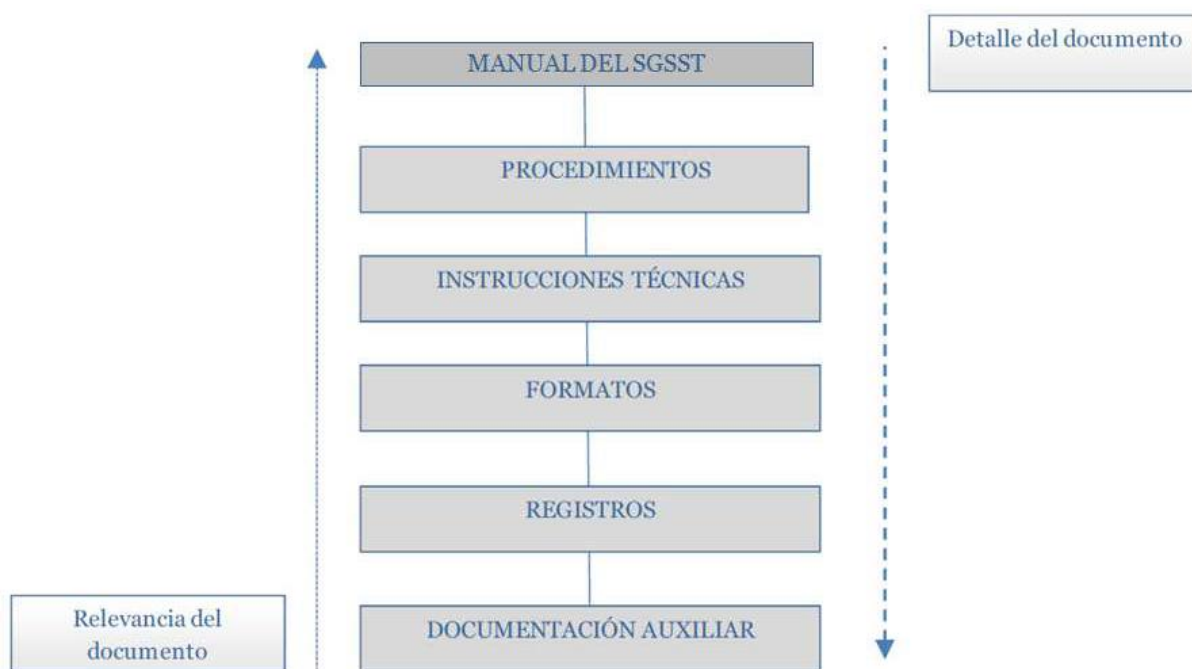 Detalle del documento
MANUAL DEL SGSST
PROCEDIMIENTOS
INSTRUCCIONES TÉCNICAS
FORMATOS
REGISTROS
Relevancia del
documento
DOCUMENTACIÓN AUXILIAR